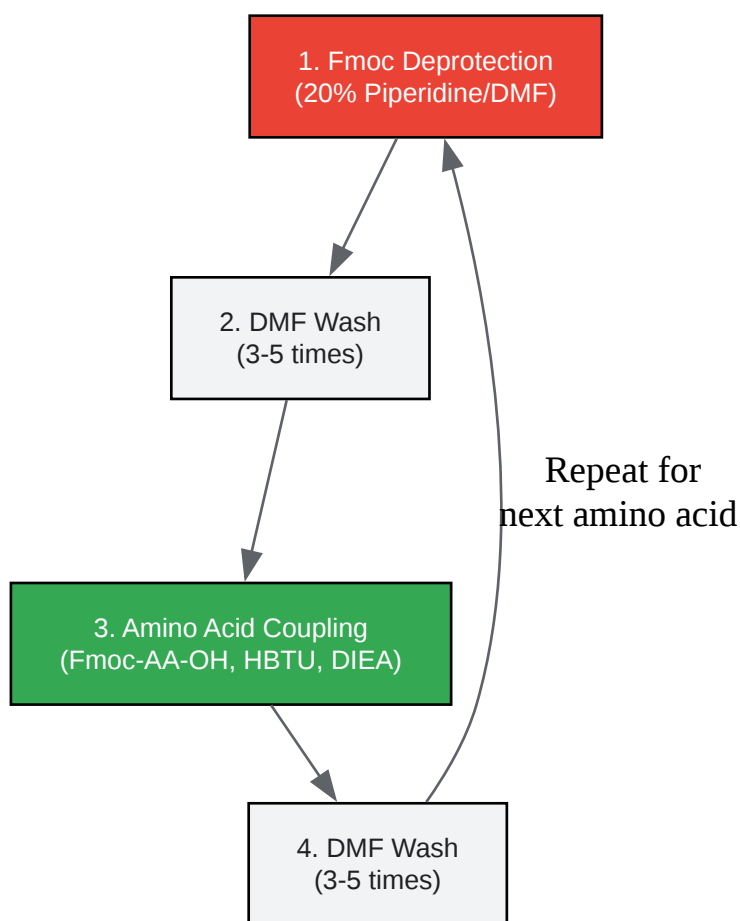 1. Fmoc Deprotection
(20% Piperidine/DMF)
2. DMF Wash
(3-5 times)
Repeat for
next amino acid
3. Amino Acid Coupling
(Fmoc-AA-OH, HBTU, DIEA)
4. DMF Wash
(3-5 times)